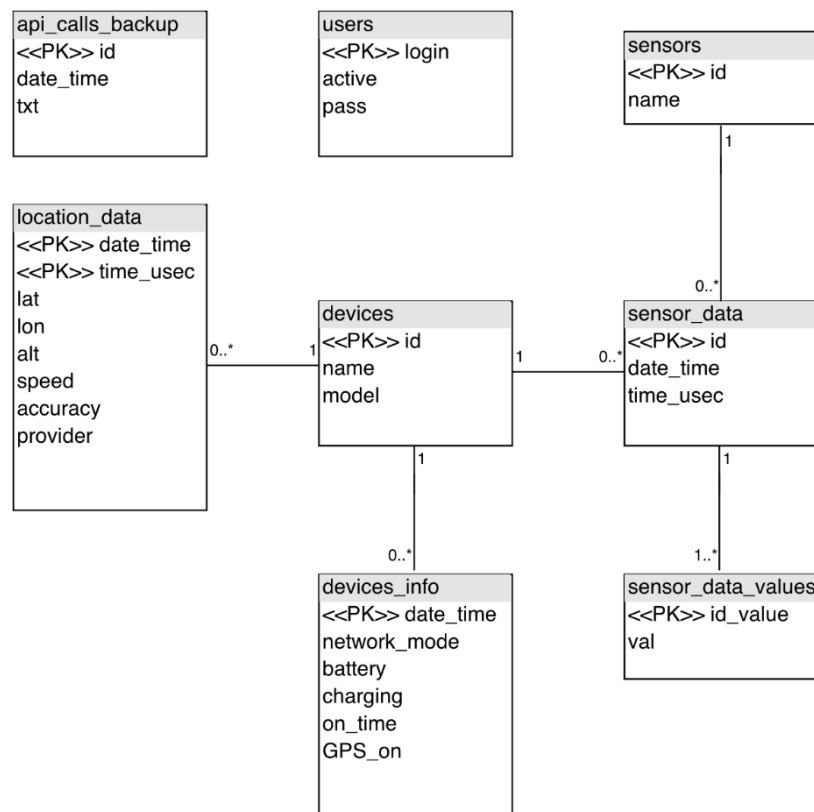 api_calls_backup
<<PK>> id
date_time
txt
users
<<PK>> login
active
pass
sensors
<<PK>> id
name
1
0..*
location_data
<<PK>> date_time
<<PK>> time_usec
lat
lon
alt
speed
accuracy
provider
0..*
1
devices
<<PK>> id
name
model
1
0..*
sensor_data
<<PK>> id
date_time
time_usec
1
0..*
1
1..*
devices_info
<<PK>> date_time
network_mode
battery
charging
on_time
GPS_on
sensor_data_values
<<PK>> id_value
val